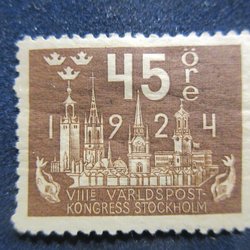 45 öre
1924
VIIIE VÄRLDSPOST-
KONGRESS STOCKHOLM